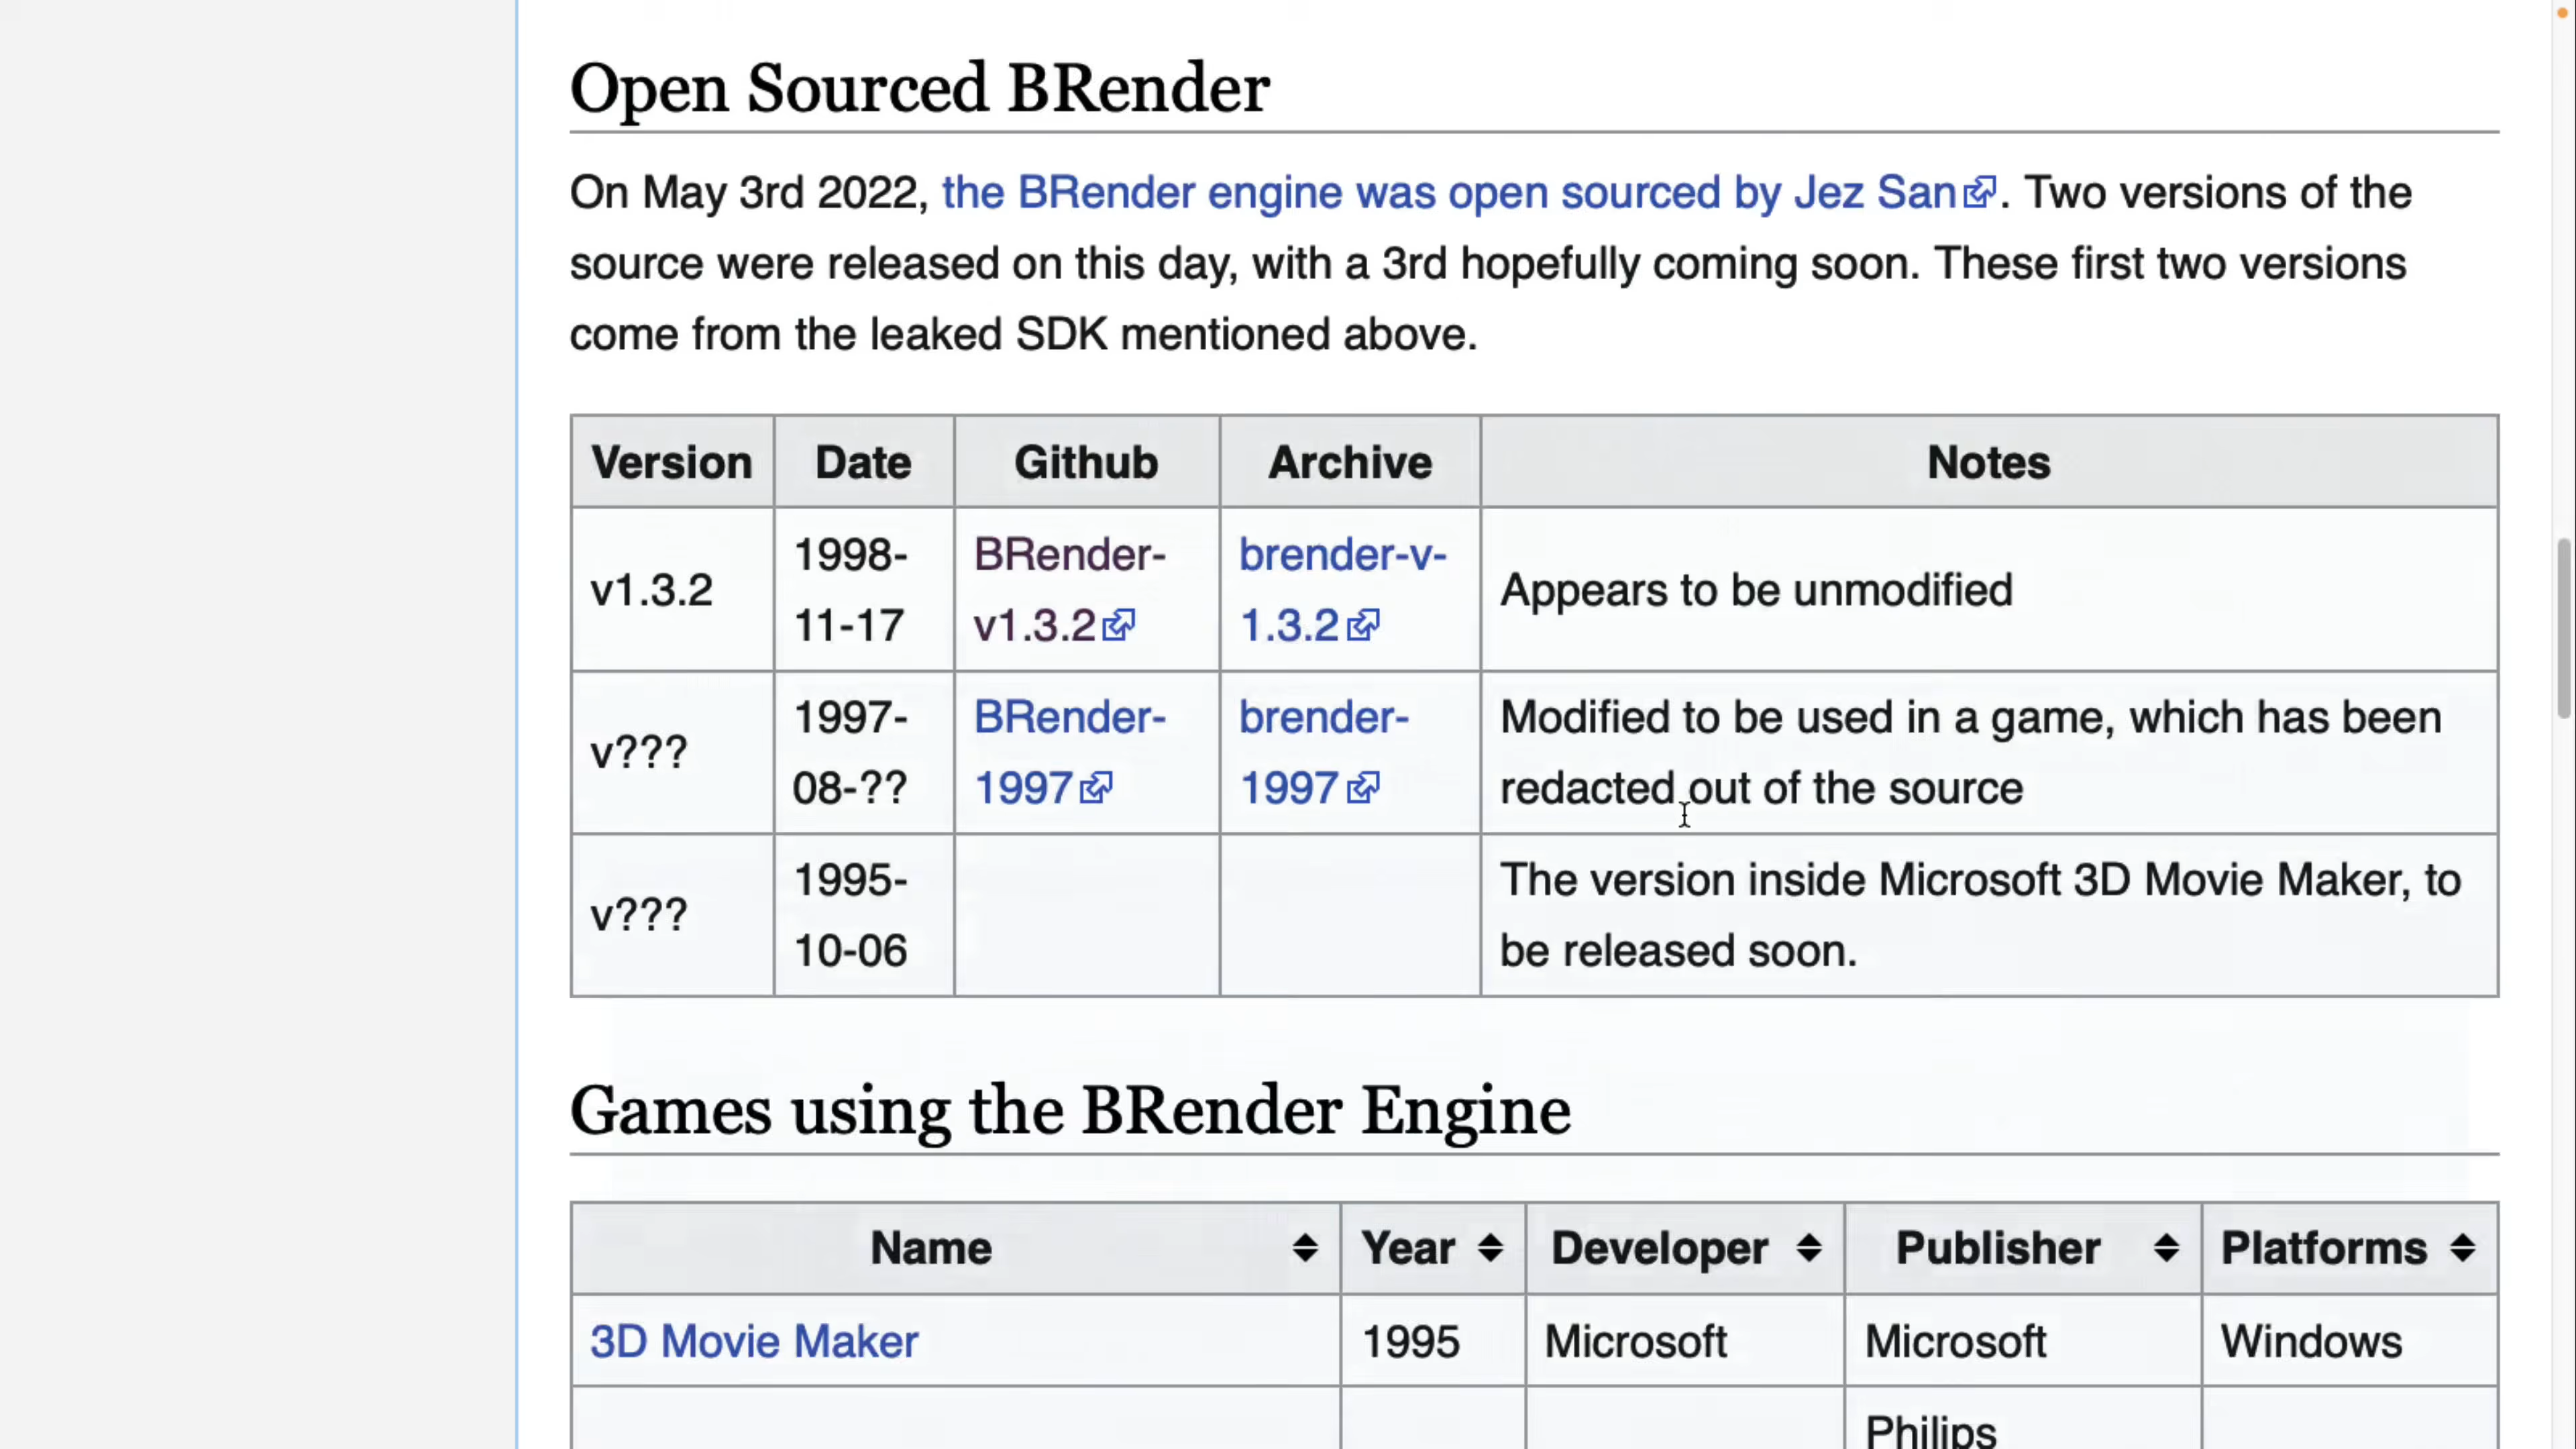 Open Sourced BRender
On May 3rd 2022, the BRender engine was open sourced by Jez San. Two versions of the
source were released on this day, with a 3rd hopefully coming soon. These first two versions
come from the leaked SDK mentioned above.
Version Date Github Archive Notes
v1.3.2 1998-11-17 BRender-v1.3.2 brender-v-1.3.2 Appears to be unmodified
v??? 1997-08-?? BRender-1997 brender-1997 Modified to be used in a game, which has been
redacted out of the source
v??? 1995-10-06 The version inside Microsoft 3D Movie Maker, to
be released soon.
Games using the BRender Engine
Name Year Developer Publisher Platforms
3D Movie Maker 1995 Microsoft Microsoft Windows
Philips